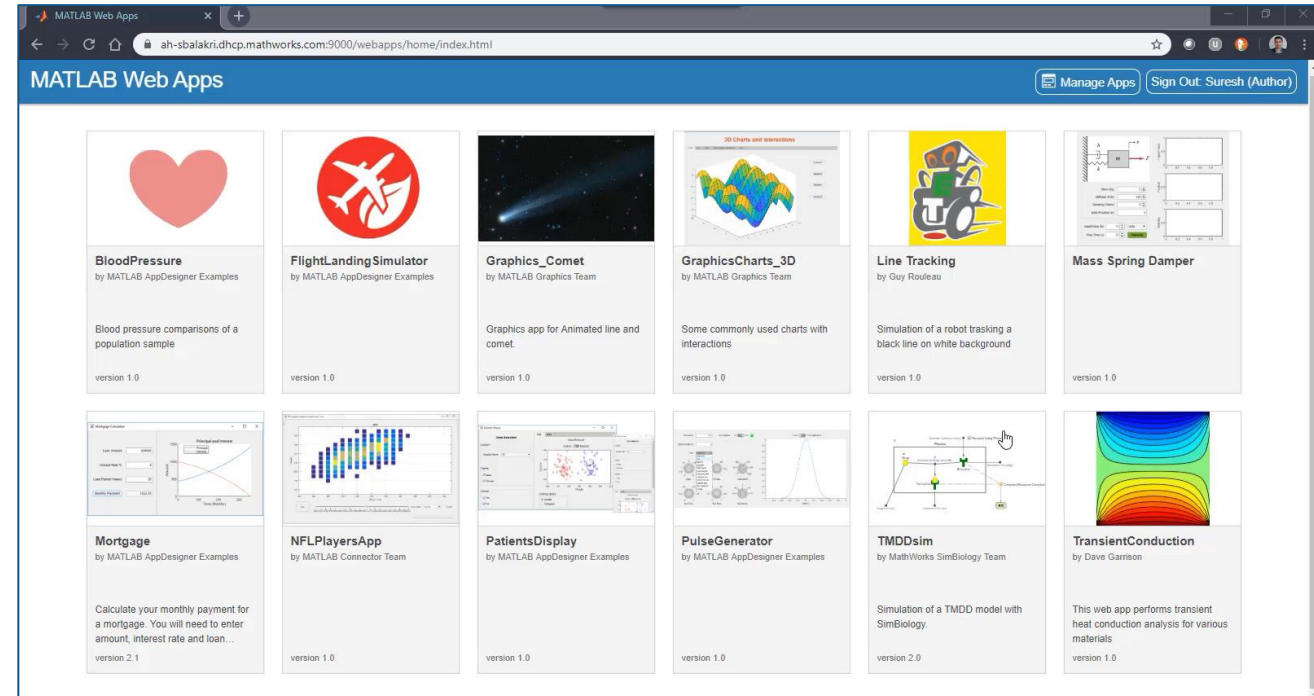 MATLAB Web Apps
ah-sbalakri.dhcp.mathworks.com:9000/webapps/home/index.html
MATLAB Web Apps
Manage Apps
Sign Out: Suresh (Author)
3D Charts and Interactions
BloodPressure
by MATLAB AppDesigner Examples
Blood pressure comparisons of a
population sample
version 1.0
FlightLandingSimulator
by MATLAB AppDesigner Examples
version 1.0
Graphics_Comet
by MATLAB Graphics Team
Graphics app for Animated line and
comet.
version 1.0
GraphicsCharts_3D
by MATLAB Graphics Team
Some commonly used charts with
interactions
version 1.0
Line Tracking
by Guy Rouleau
Simulation of a robot trasking a
black line on white background
version 1.0
Mass Spring Damper
version 1.0
Mortgage
by MATLAB AppDesigner Examples
Calculate your monthly payment for
a mortgage. You will need to enter
amount, interest rate and loan...
version 2.1
NFLPlayersApp
by MATLAB Connector Team
version 1.0
PatientsDisplay
by MATLAB AppDesigner Examples
version 1.0
PulseGenerator
by MATLAB AppDesigner Examples
version 1.0
TMDDsim
by MathWorks SimBiology Team
Simulation of a TMDD model with
SimBiology.
version 2.0
TransientConduction
by Dave Garrison
This web app performs transient
heat conduction analysis for various
materials
version 1.0